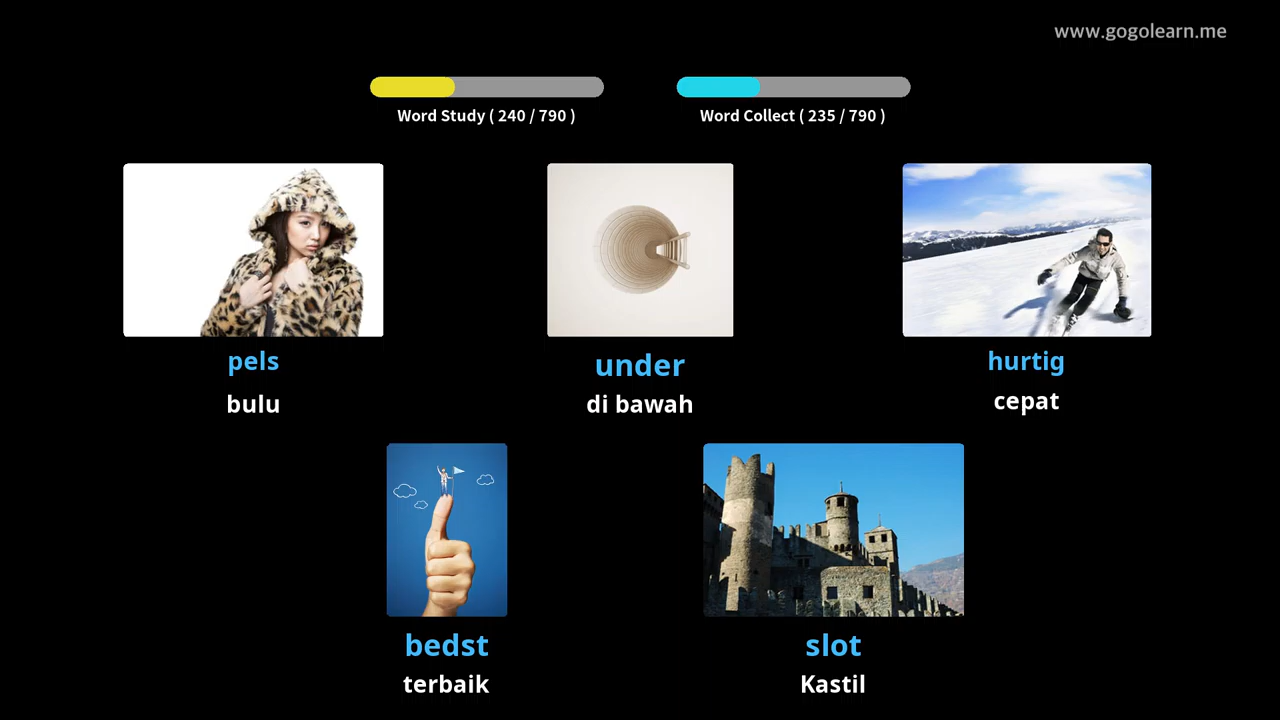 www.gogolearn.me
Word Study ( 240 / 790 )
Word Collect ( 235 / 790 )
pels
bulu
under
di bawah
hurtig
cepat
bedst
terbaik
slot
Kastil